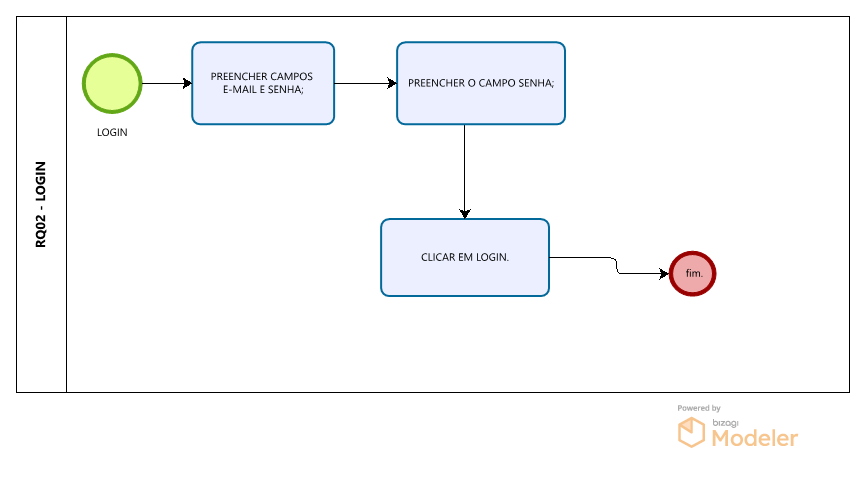 RQ02 - LOGIN
LOGIN
PREENCHER CAMPOS
E-MAIL E SENHA;
PREENCHER O CAMPO SENHA;
CLICAR EM LOGIN.
fim.
Powered by
bizagi
Modeler